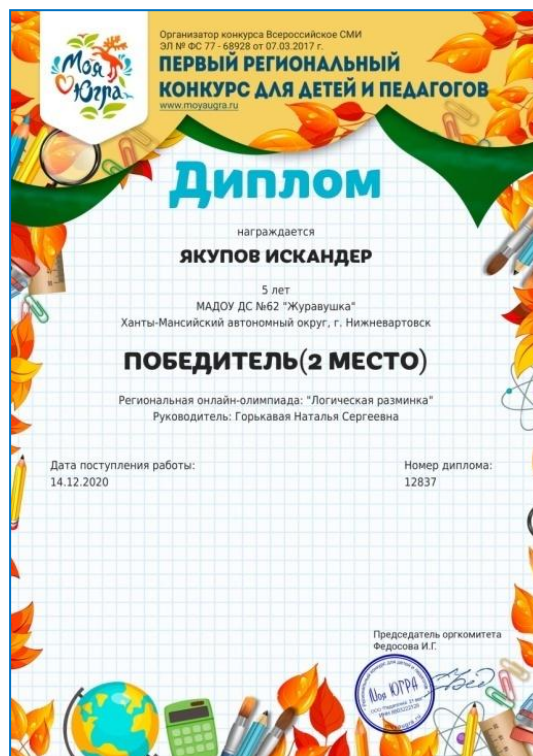 Моя
Югра
Организатор конкурса Всероссийское СМИ
ЭЛ № ФС 77 - 68928 от 07.03.2017 г.
ПЕРВЫЙ РЕГИОНАЛЬНЫЙ
КОНКУРС ДЛЯ ДЕТЕЙ И ПЕДАГОГОВ
www.moyaugra.ru
Диплом
награждается
ЯКУПОВ ИСКАНДЕР
5 лет
МАДОУ ДС №62 "Журавушка"
Ханты-Мансийский автономный округ, г. Нижневартовск
ПОБЕДИТЕЛЬ(2 МЕСТО)
Региональная онлайн-олимпиада: "Логическая разминка"
Руководитель: Горькавая Наталья Сергеевна
Дата поступления работы:
14.12.2020
Номер диплома:
12837
Председатель оргкомитета
Федосова И.Г.
Моя ЮГРА